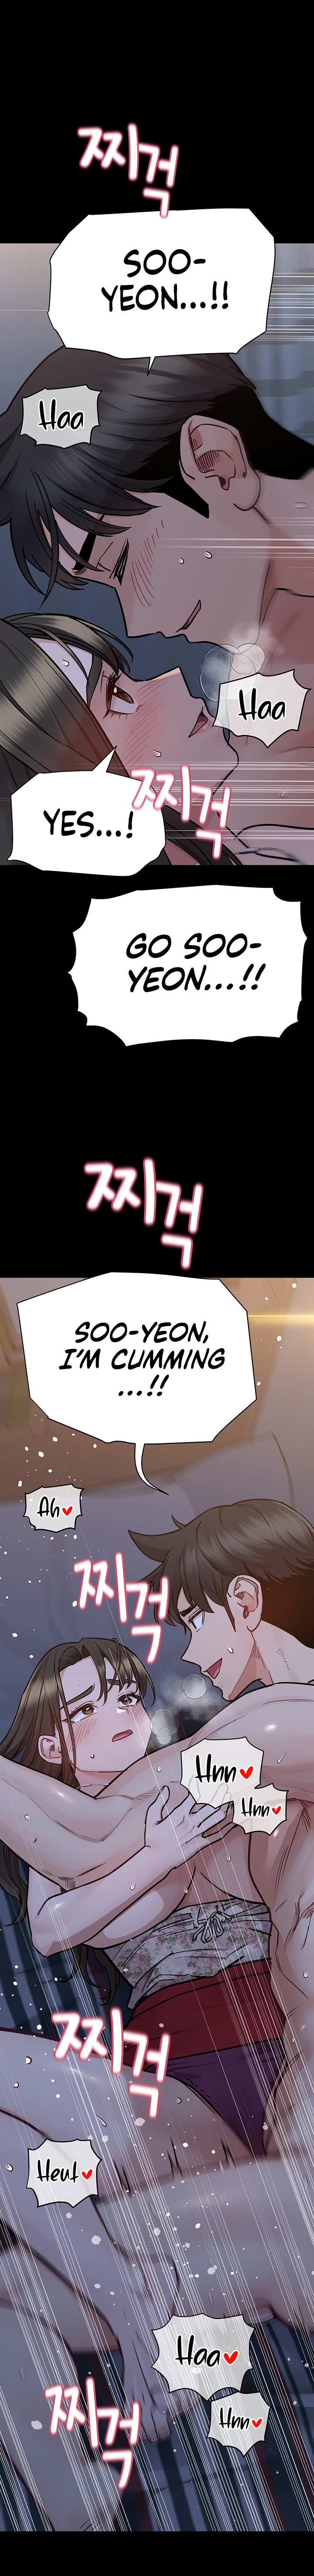 찌걱
SOO-
YEON...!!
Haa
Haa
찌걱
YES...!
GO SOO-
YEON...!!
찌걱
SOO-YEON,
I'M CUMMING
...!!
Ah♥
찌걱
Hnn♥
Hnn♥
찌걱
Heut♥
Haa♥
Hnn♥
찌걱